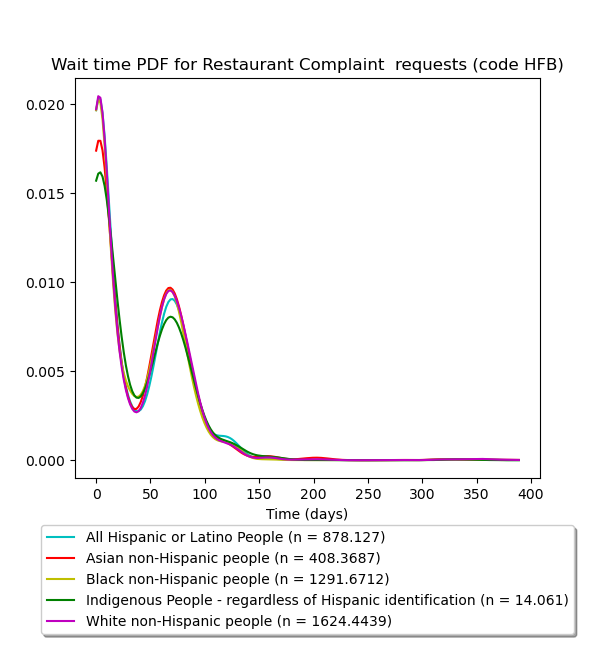 Wait time PDF for Restaurant Complaint  requests (code HFB)
0.020
0.015
0.010
0.005
0.000
0 50 100 150 200 250 300 350 400
Time (days)
All Hispanic or Latino People (n = 878.127)
Asian non-Hispanic people (n = 408.3687)
Black non-Hispanic people (n = 1291.6712)
Indigenous People - regardless of Hispanic identification (n = 14.061)
White non-Hispanic people (n = 1624.4439)